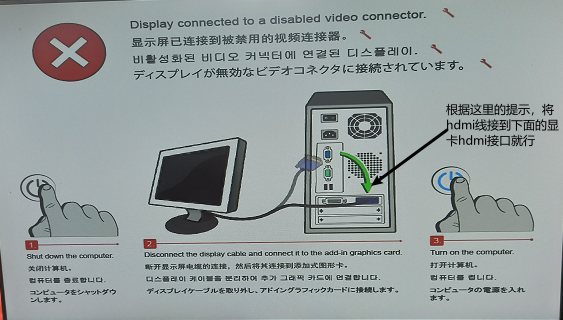 Display connected to a disabled video connector.
显示屏已连接到被禁用的视频连接器。
비활성화된 비디오 커넥터에 연결된 디스플레이.
ディスプレイが無効なビデオコネクタに接続されています。
根据这里的提示，将
hdmi线接到下面的显
卡hdmi接口就行
1.
Shut down the computer.
关闭计算机。
컴퓨터를 종료합니다.
コンピュータをシャットダウ
ンします。
2
Disconnect the display cable and connect it to the add-in graphics card.
断开显示屏电缆的连接，然后将其连接到添加式图形卡。
디스플레이 케이블을 분리하여 추가 그래픽 카드에 연결합니다.
ディスプレイケーブルを取り外し、アドイングラフィックカードに接続します。
3.
Turn on the computer.
打开计算机。
컴퓨터를 켭니다.
コンピュータの電源を入れ
ます。